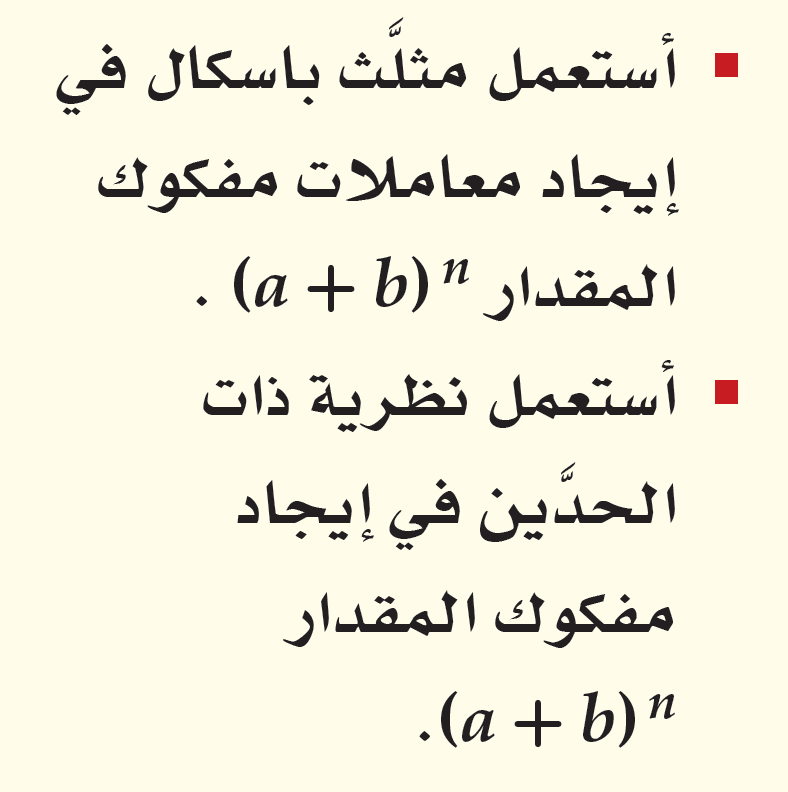 ■ أستعمل مثلَّث باسكال في
إيجاد معاملات مفكوك
المقدار (a + b)ⁿ .
■ أستعمل نظرية ذات
الحدَّين في إيجاد
مفكوك المقدار
(a + b)ⁿ.